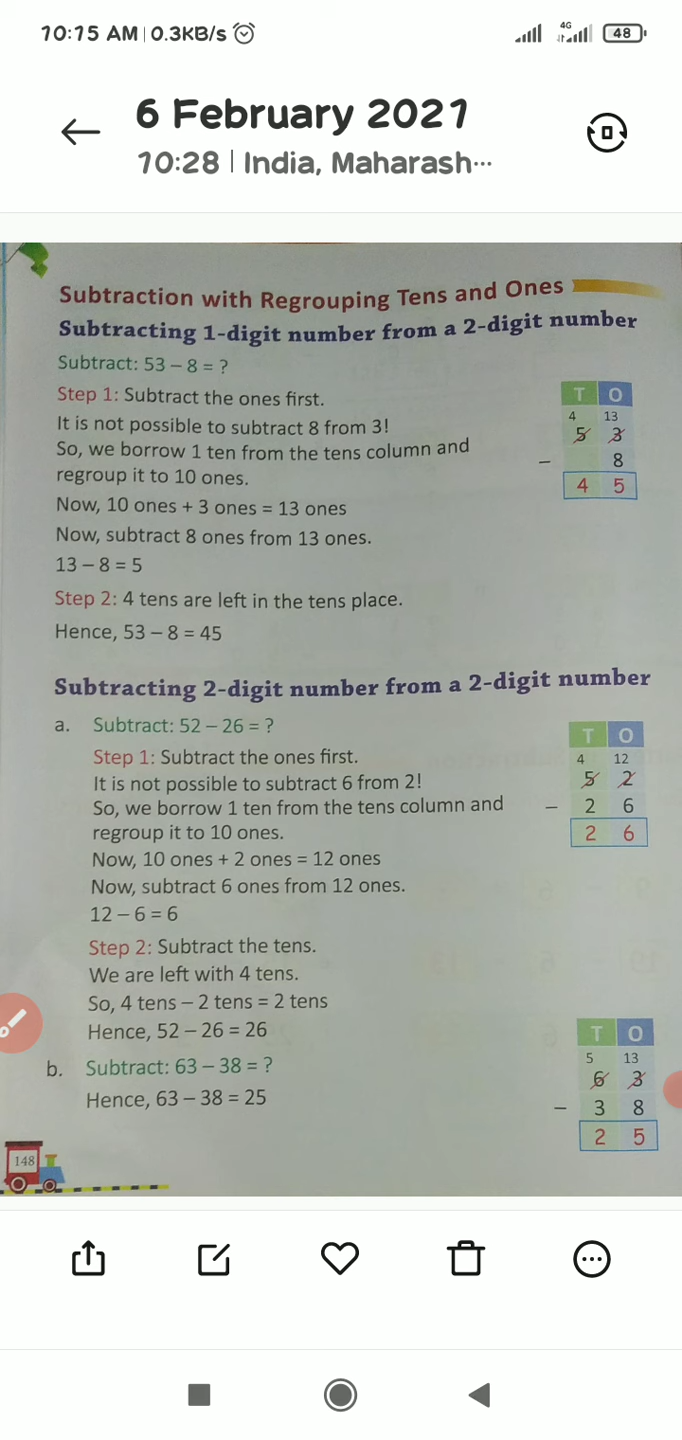 10:15 AM | 0.3KB/s
4G
48
6 February 2021
10:28 | India, Maharash...
Subtraction with Regrouping Tens and Ones
Subtracting 1-digit number from a 2-digit number
Subtract: 53 – 8 = ?
Step 1: Subtract the ones first.
It is not possible to subtract 8 from 3!
So, we borrow 1 ten from the tens column and
regroup it to 10 ones.
Now, 10 ones + 3 ones = 13 ones
Now, subtract 8 ones from 13 ones.
13 – 8 = 5
Step 2: 4 tens are left in the tens place.
Hence, 53 – 8 = 45
T O
4 13
5 3
– 8
4 5
Subtracting 2-digit number from a 2-digit number
a. Subtract: 52 – 26 = ?
Step 1: Subtract the ones first.
It is not possible to subtract 6 from 2!
So, we borrow 1 ten from the tens column and
regroup it to 10 ones.
Now, 10 ones + 2 ones = 12 ones
Now, subtract 6 ones from 12 ones.
12 – 6 = 6
Step 2: Subtract the tens.
We are left with 4 tens.
So, 4 tens – 2 tens = 2 tens
Hence, 52 – 26 = 26
T O
4 12
5 2
– 2 6
2 6
b. Subtract: 63 – 38 = ?
Hence, 63 – 38 = 25
T O
5 13
6 3
– 3 8
2 5
148